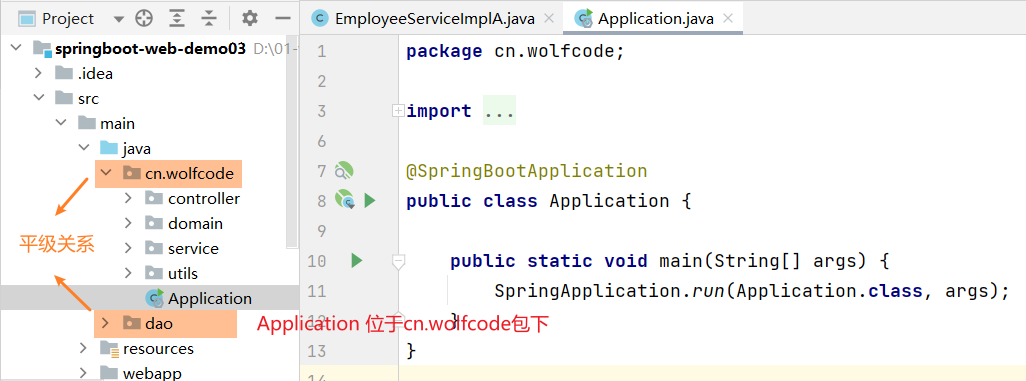 Project
EmployeeServiceImplA.java
Application.java
springboot-web-demo03 D:\01-
.idea
src
main
java
cn.wolfcode
controller
domain
service
utils
Application
dao
resources
webapp
平级关系
1 package cn.wolfcode;
2
3 import ...
6
7 @SpringBootApplication
8 public class Application {
9
10 public static void main(String[] args) {
11 SpringApplication.run(Application.class, args);
12 }
13 }
14
Application 位于cn.wolfcode包下